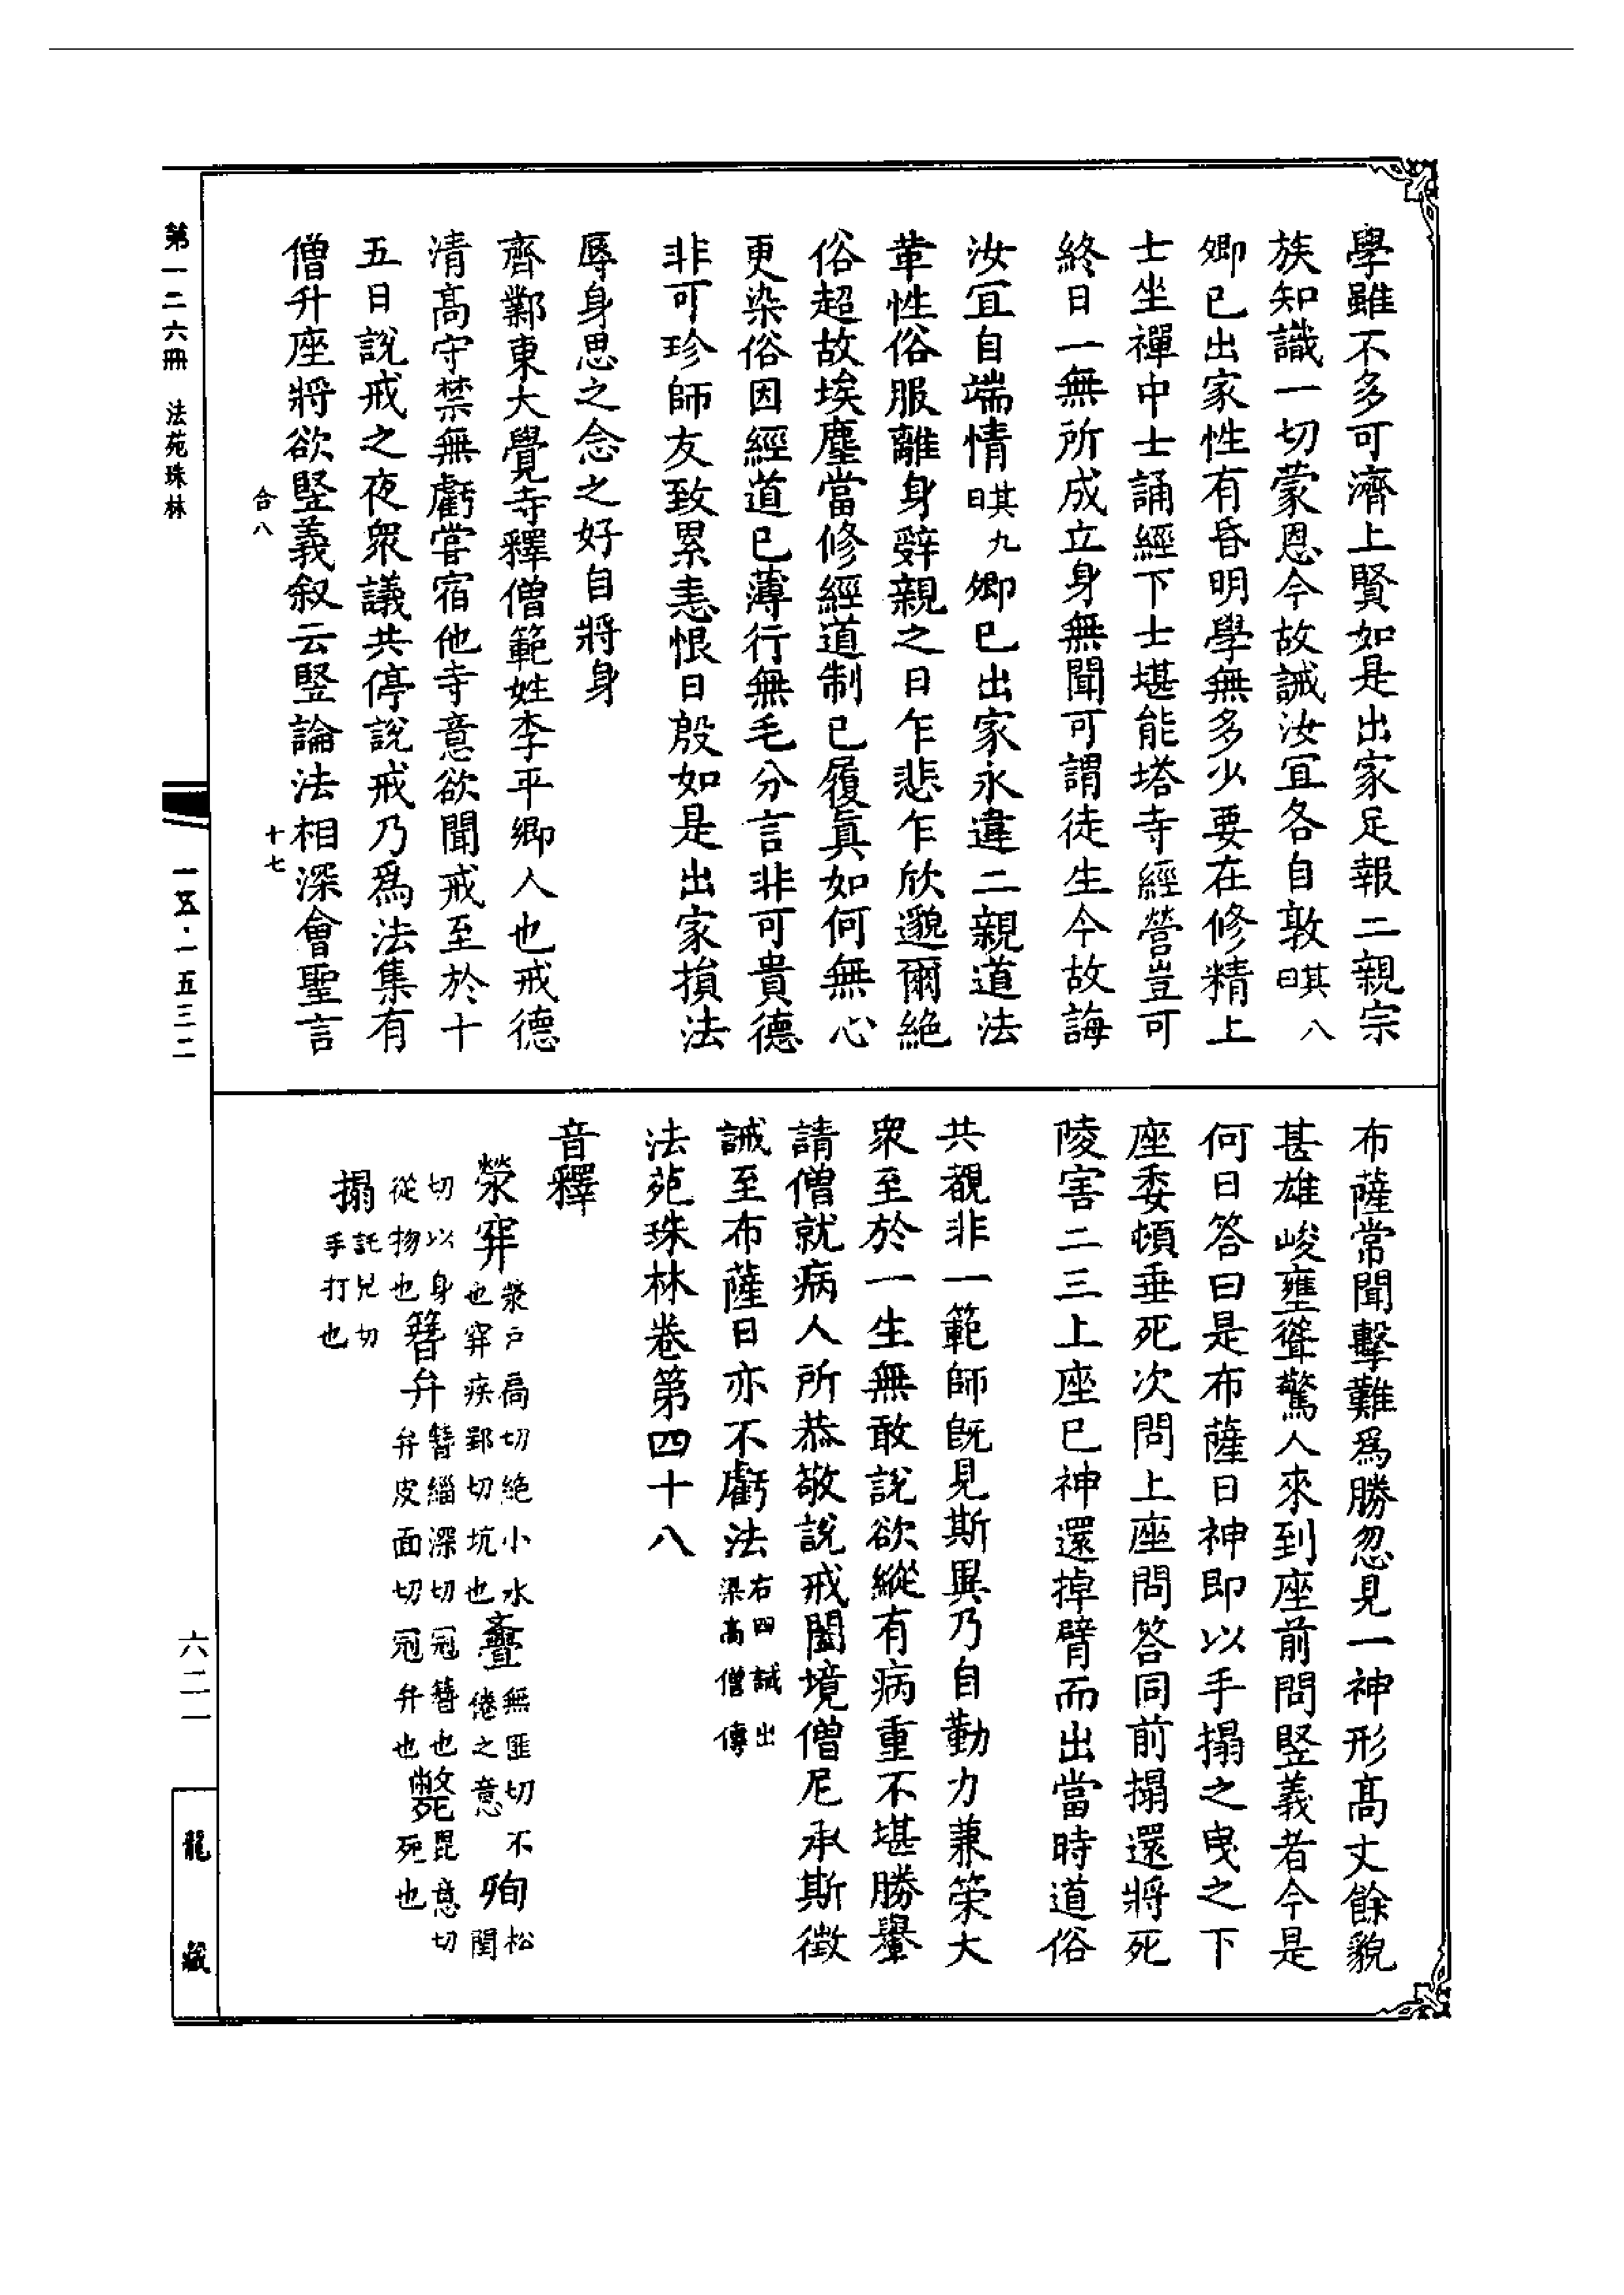 學雖不多可濟上賢如是出家足報二親宗
族知識一切蒙恩今故誡汝宜各自敦其八曰
卿已出家性有昏明學無多少要在修精上
士坐禪中士誦經下士堪能塔寺經營豈可
終日一無所成立身無聞可謂徒生今故誨
汝宜自端情其九曰卿已出家永違二親道法
革性俗服離身辭親之日乍悲乍欣邈爾絕
俗超故埃塵當修經道制已履真如何無心
更染俗因經道已薄行無毛分言非可貴德
非可珍師友致累恚恨日殷如是出家損法
辱身思之念之好自將身
齊鄴東大覺寺釋僧範姓李平鄉人也戒德
清高守禁無虧嘗宿他寺意欲聞戒至於十
五日說戒之夜眾議共停說戒乃為法集有
僧升座將欲竪義叙云竪論法相深會聖言
合八
十七
布薩常聞擊難為勝忽見一神形高丈餘貌
甚雄峻壅聳驚人來到座前問竪義者今是
何日答曰是布薩日神即以手搨之曳之下
座委頓垂死次問上座問答同前搨還將死
陵害二三上座已神還掉臂而出當時道俗
共覩非一範師既見斯異乃自勤力兼策大
眾至於一生無敢說欲縱有病重不堪勝轝
請僧就病人所恭敬說戒闔境僧尼承斯徵
誡至布薩日亦不虧法右四誡出梁高僧傳
法苑珠林卷第四十八
音釋
滎穽滎戶扃切絕小水也穽疾郢切坑也亹無匪切不倦之意殉松閏
切以身從物也簪弁簪緇深切冠簪也弁皮面切冠弁也斃毘意切死也
搨託兒切手打也
第一二六冊 法苑珠林
一五·一五三二
六二一
龍藏